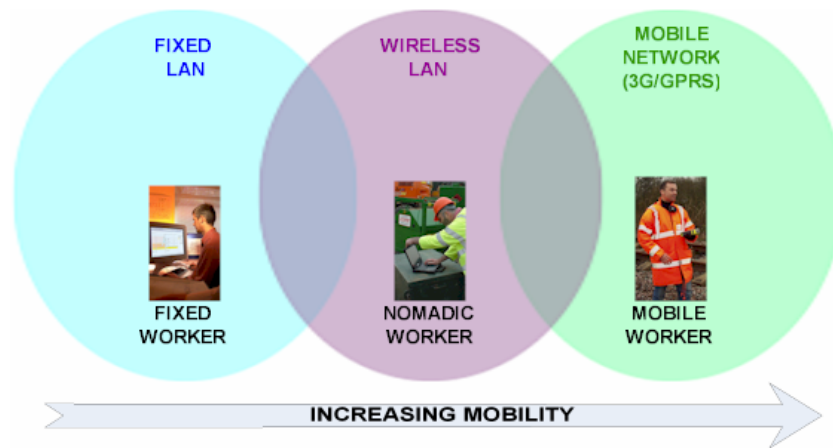 FIXED
LAN
WIRELESS
LAN
MOBILE
NETWORK
(3G/GPRS)
FIXED
WORKER
NOMADIC
WORKER
MOBILE
WORKER
INCREASING MOBILITY